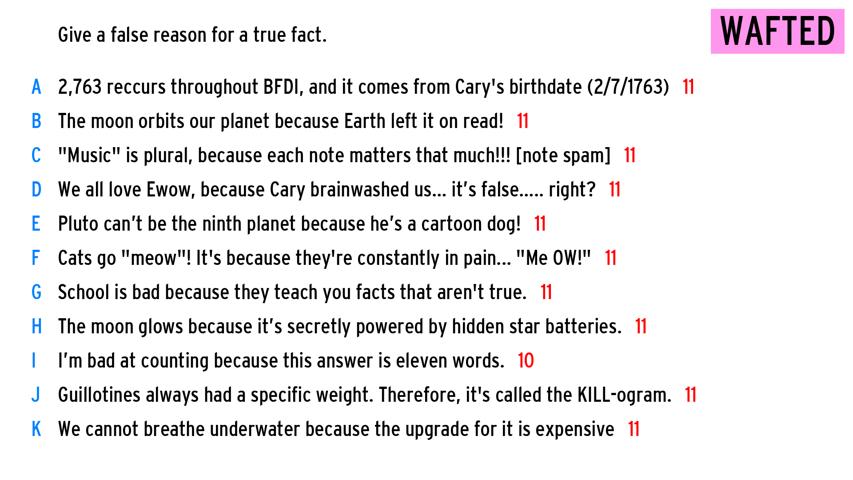 Give a false reason for a true fact.
WAFTED
A 2,763 reccurs throughout BFDI, and it comes from Cary's birthdate (2/7/1763) 11
B The moon orbits our planet because Earth left it on read! 11
C "Music" is plural, because each note matters that much!!! [note spam] 11
D We all love Ewow, because Cary brainwashed us... it’s false..... right? 11
E Pluto can’t be the ninth planet because he’s a cartoon dog! 11
F Cats go "meow"! It's because they're constantly in pain... "Me OW!" 11
G School is bad because they teach you facts that aren't true. 11
H The moon glows because it’s secretly powered by hidden star batteries. 11
I I’m bad at counting because this answer is eleven words. 10
J Guillotines always had a specific weight. Therefore, it's called the KILL-ogram. 11
K We cannot breathe underwater because the upgrade for it is expensive 11